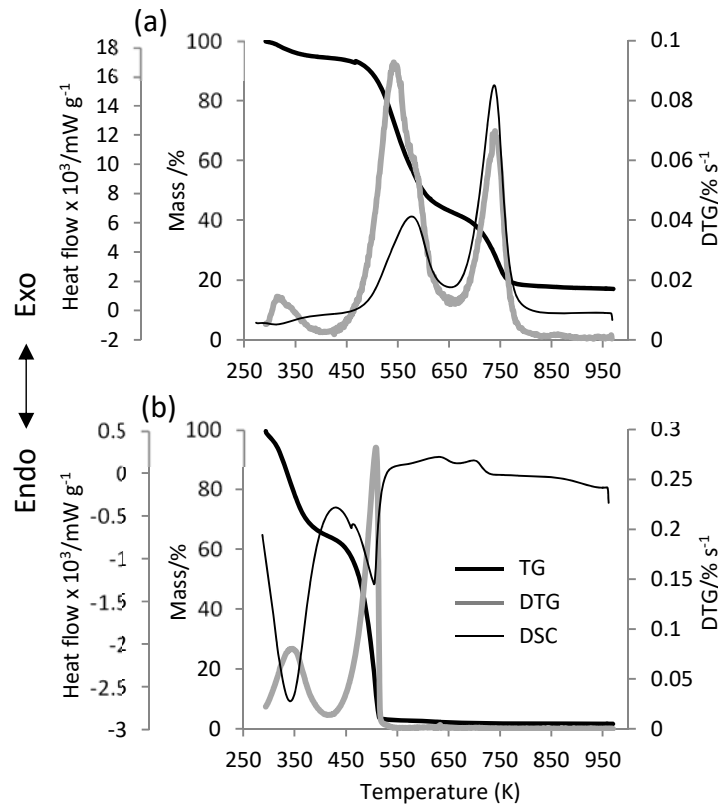 (a)
Heat flow x 10³/mW g⁻¹
18
16
14
12
10
8
6
4
2
0
-2
Mass /%
100
80
60
40
20
0
DTG/% s⁻¹
0.1
0.08
0.06
0.04
0.02
0
250 350 450 550 650 750 850 950
Endo Exo
(b)
Heat flow x 10³/mW g⁻¹
0.5
0
-0.5
-1
-1.5
-2
-2.5
-3
Mass/%
100
80
60
40
20
0
TG
DTG
DSC
DTG/% s⁻¹
0.3
0.25
0.2
0.15
0.1
0.05
0
250 350 450 550 650 750 850 950
Temperature (K)